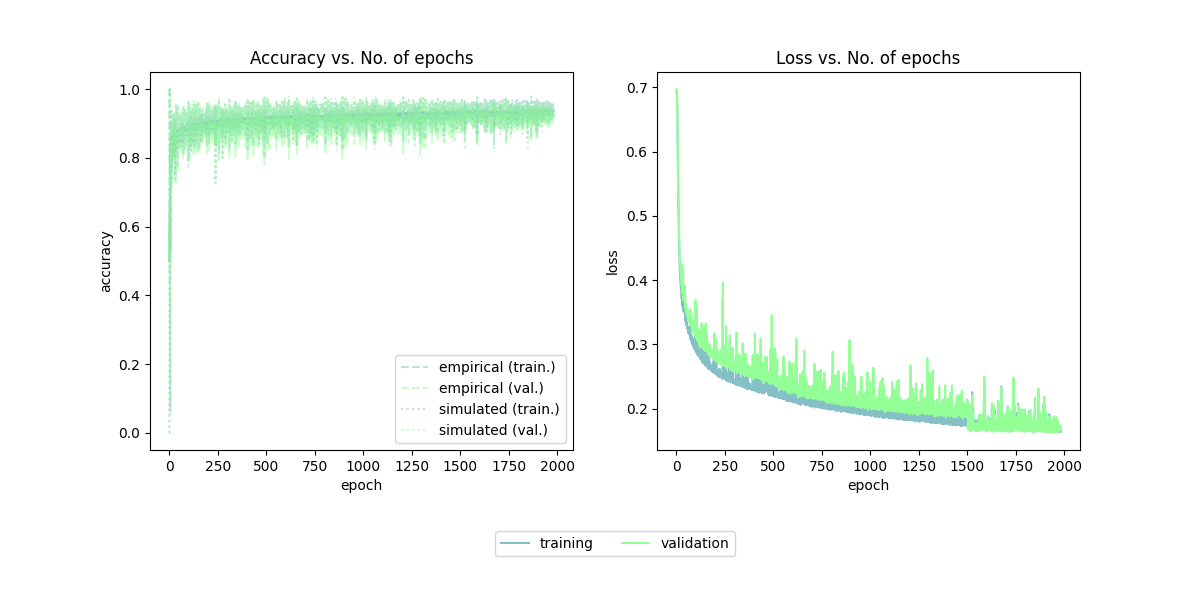 Accuracy vs. No. of epochs
1.0
0.8
0.6
0.4
0.2
0.0
accuracy
empirical (train.)
empirical (val.)
simulated (train.)
simulated (val.)
0 250 500 750 1000 1250 1500 1750 2000
epoch
Loss vs. No. of epochs
0.7
0.6
0.5
0.4
0.3
0.2
loss
0 250 500 750 1000 1250 1500 1750 2000
epoch
training validation